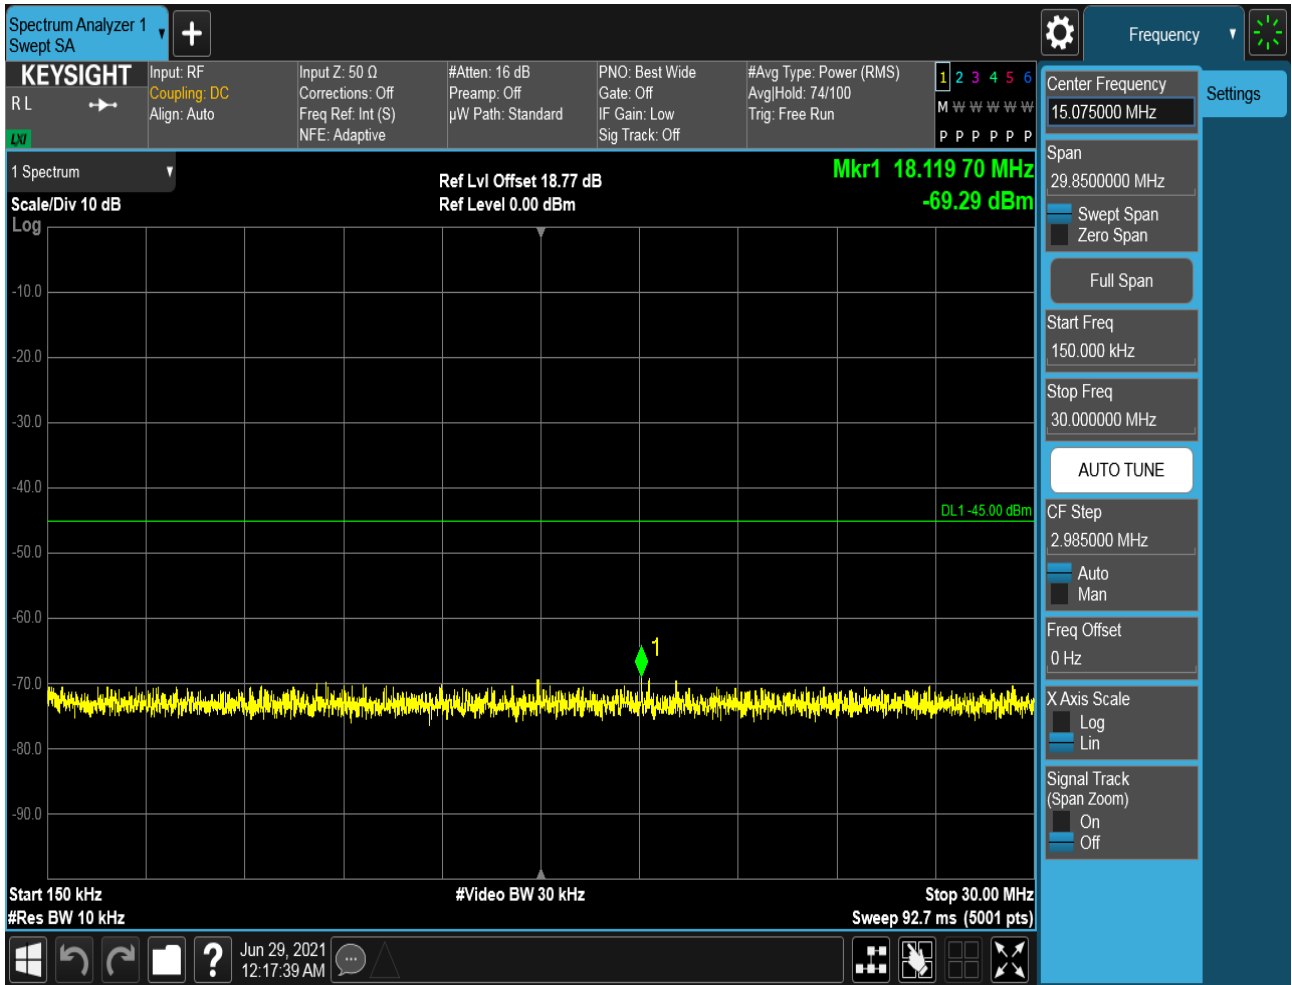 Spectrum Analyzer 1
Swept SA
Frequency
KEYSIGHT
R L
LXI
Input: RF
Coupling: DC
Align: Auto
Input Z: 50 Ω
Corrections: Off
Freq Ref: Int (S)
NFE: Adaptive
#Atten: 16 dB
Preamp: Off
µW Path: Standard
PNO: Best Wide
Gate: Off
IF Gain: Low
Sig Track: Off
#Avg Type: Power (RMS)
Avg|Hold: 74/100
Trig: Free Run
1 2 3 4 5 6
M W W W W W
P P P P P P
1 Spectrum
Scale/Div 10 dB
Log
Ref Lvl Offset 18.77 dB
Ref Level 0.00 dBm
Mkr1 18.119 70 MHz
-69.29 dBm
-10.0
-20.0
-30.0
-40.0
DL1 -45.00 dBm
-50.0
-60.0
1
-70.0
-80.0
-90.0
Start 150 kHz
#Video BW 30 kHz
Stop 30.00 MHz
#Res BW 10 kHz
Sweep 92.7 ms (5001 pts)
?
Jun 29, 2021
12:17:39 AM
Center Frequency
15.075000 MHz
Settings
Span
29.8500000 MHz
Swept Span
Zero Span
Full Span
Start Freq
150.000 kHz
Stop Freq
30.000000 MHz
AUTO TUNE
CF Step
2.985000 MHz
Auto
Man
Freq Offset
0 Hz
X Axis Scale
Log
Lin
Signal Track
(Span Zoom)
On
Off